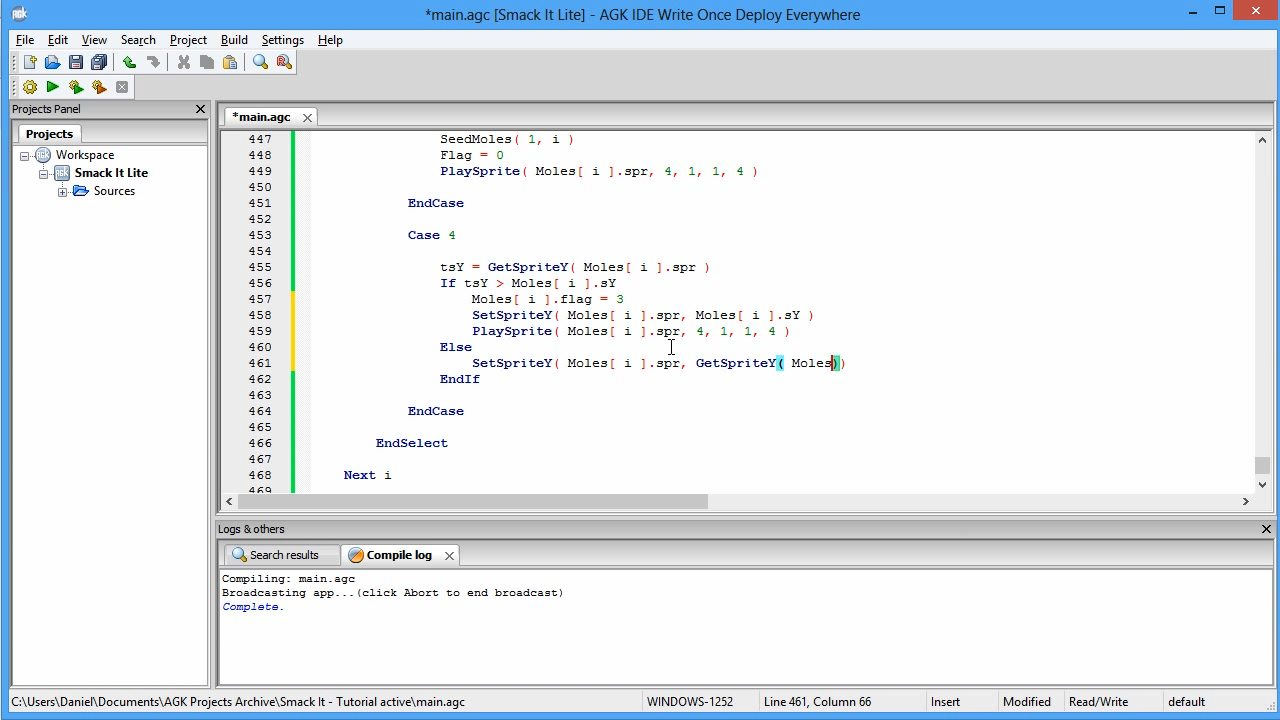 *main.agc [Smack It Lite] - AGK IDE Write Once Deploy Everywhere
File Edit View Search Project Build Settings Help
Projects Panel
*main.agc
Projects
Workspace
Smack It Lite
Sources
447 SeedMoles( 1, i )
448 Flag = 0
449 PlaySprite( Moles[ i ].spr, 4, 1, 1, 4 )
450
451 EndCase
452
453 Case 4
454
455 tsY = GetSpriteY( Moles[ i ].spr )
456 If tsY > Moles[ i ].sY
457 Moles[ i ].flag = 3
458 SetSpriteY( Moles[ i ].spr, Moles[ i ].sY )
459 PlaySprite( Moles[ i ].spr, 4, 1, 1, 4 )
460 Else
461 SetSpriteY( Moles[ i ].spr, GetSpriteY( Moles))
462 EndIf
463
464 EndCase
465
466 EndSelect
467
468 Next i
469
Logs & others
Search results Compile log
Compiling: main.agc
Broadcasting app...(click Abort to end broadcast)
Complete.
C:\Users\Daniel\Documents\AGK Projects Archive\Smack It - Tutorial active\main.agc WINDOWS-1252 Line 461, Column 66 Insert Modified Read/Write default